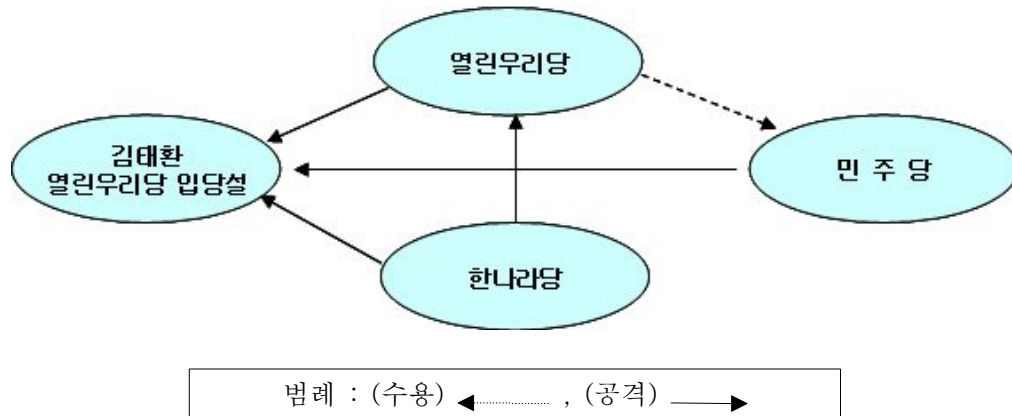 열린우리당
김태환
열린우리당 입당설
민 주 당
한나라당
범례 : (수용) , (공격)